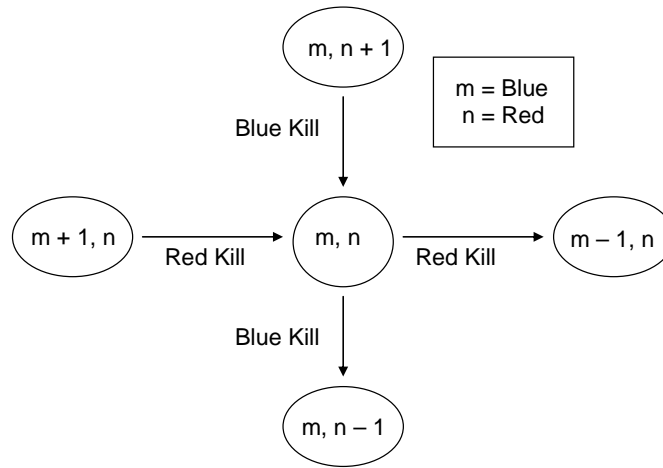 m, n + 1
m = Blue
n = Red
Blue Kill
m + 1, n
Red Kill
m, n
Red Kill
m – 1, n
Blue Kill
m, n – 1